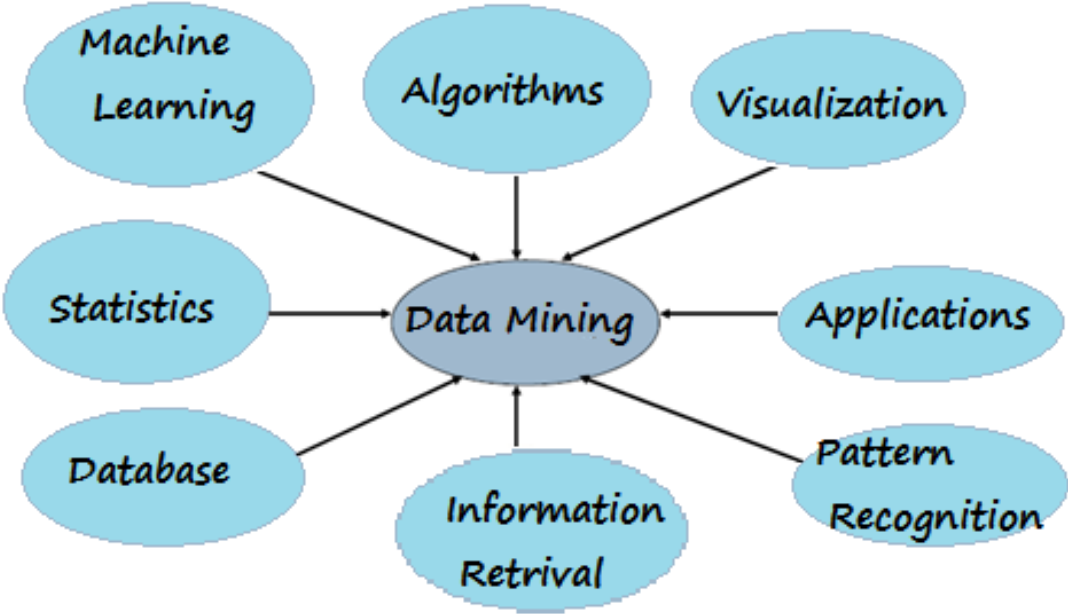 Machine
Learning
Algorithms
Visualization
Statistics
Data Mining
Applications
Database
Information
Retrival
Pattern
Recognition